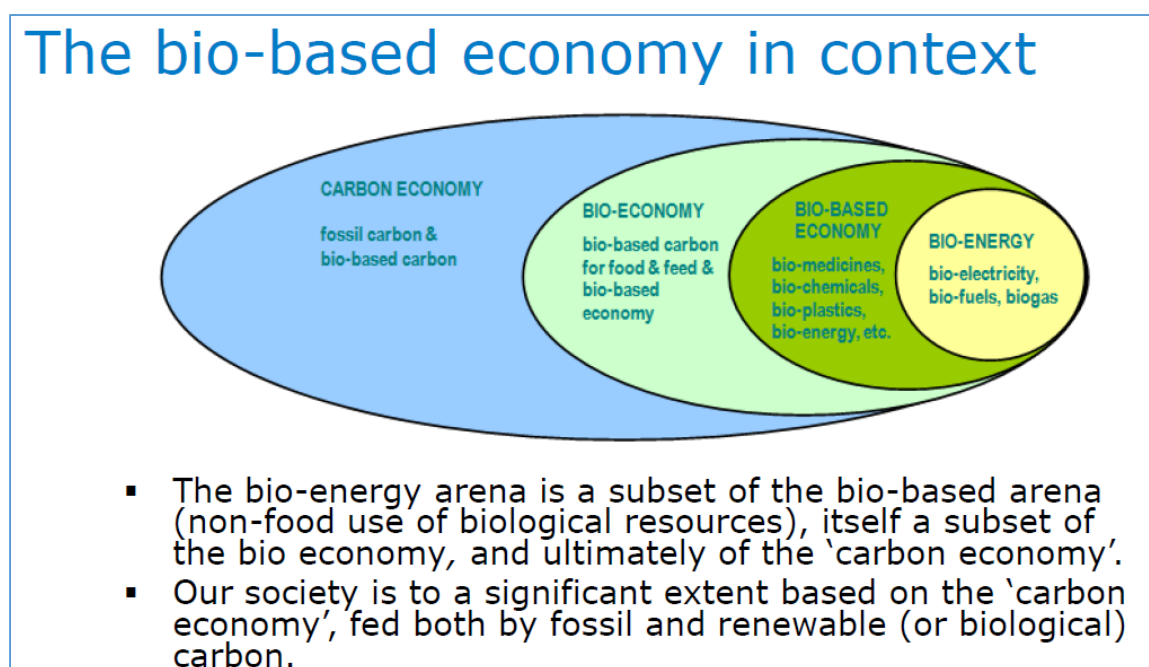 The bio-based economy in context
CARBON ECONOMY
fossil carbon &
bio-based carbon
BIO-ECONOMY
bio-based carbon
for food & feed &
bio-based
economy
BIO-BASED
ECONOMY
bio-medicines,
bio-chemicals,
bio-plastics,
bio-energy, etc.
BIO-ENERGY
bio-electricity,
bio-fuels, biogas
▪ The bio-energy arena is a subset of the bio-based arena
(non-food use of biological resources), itself a subset of
the bio economy, and ultimately of the ‘carbon economy’.
▪ Our society is to a significant extent based on the ‘carbon
economy’, fed both by fossil and renewable (or biological)
carbon.